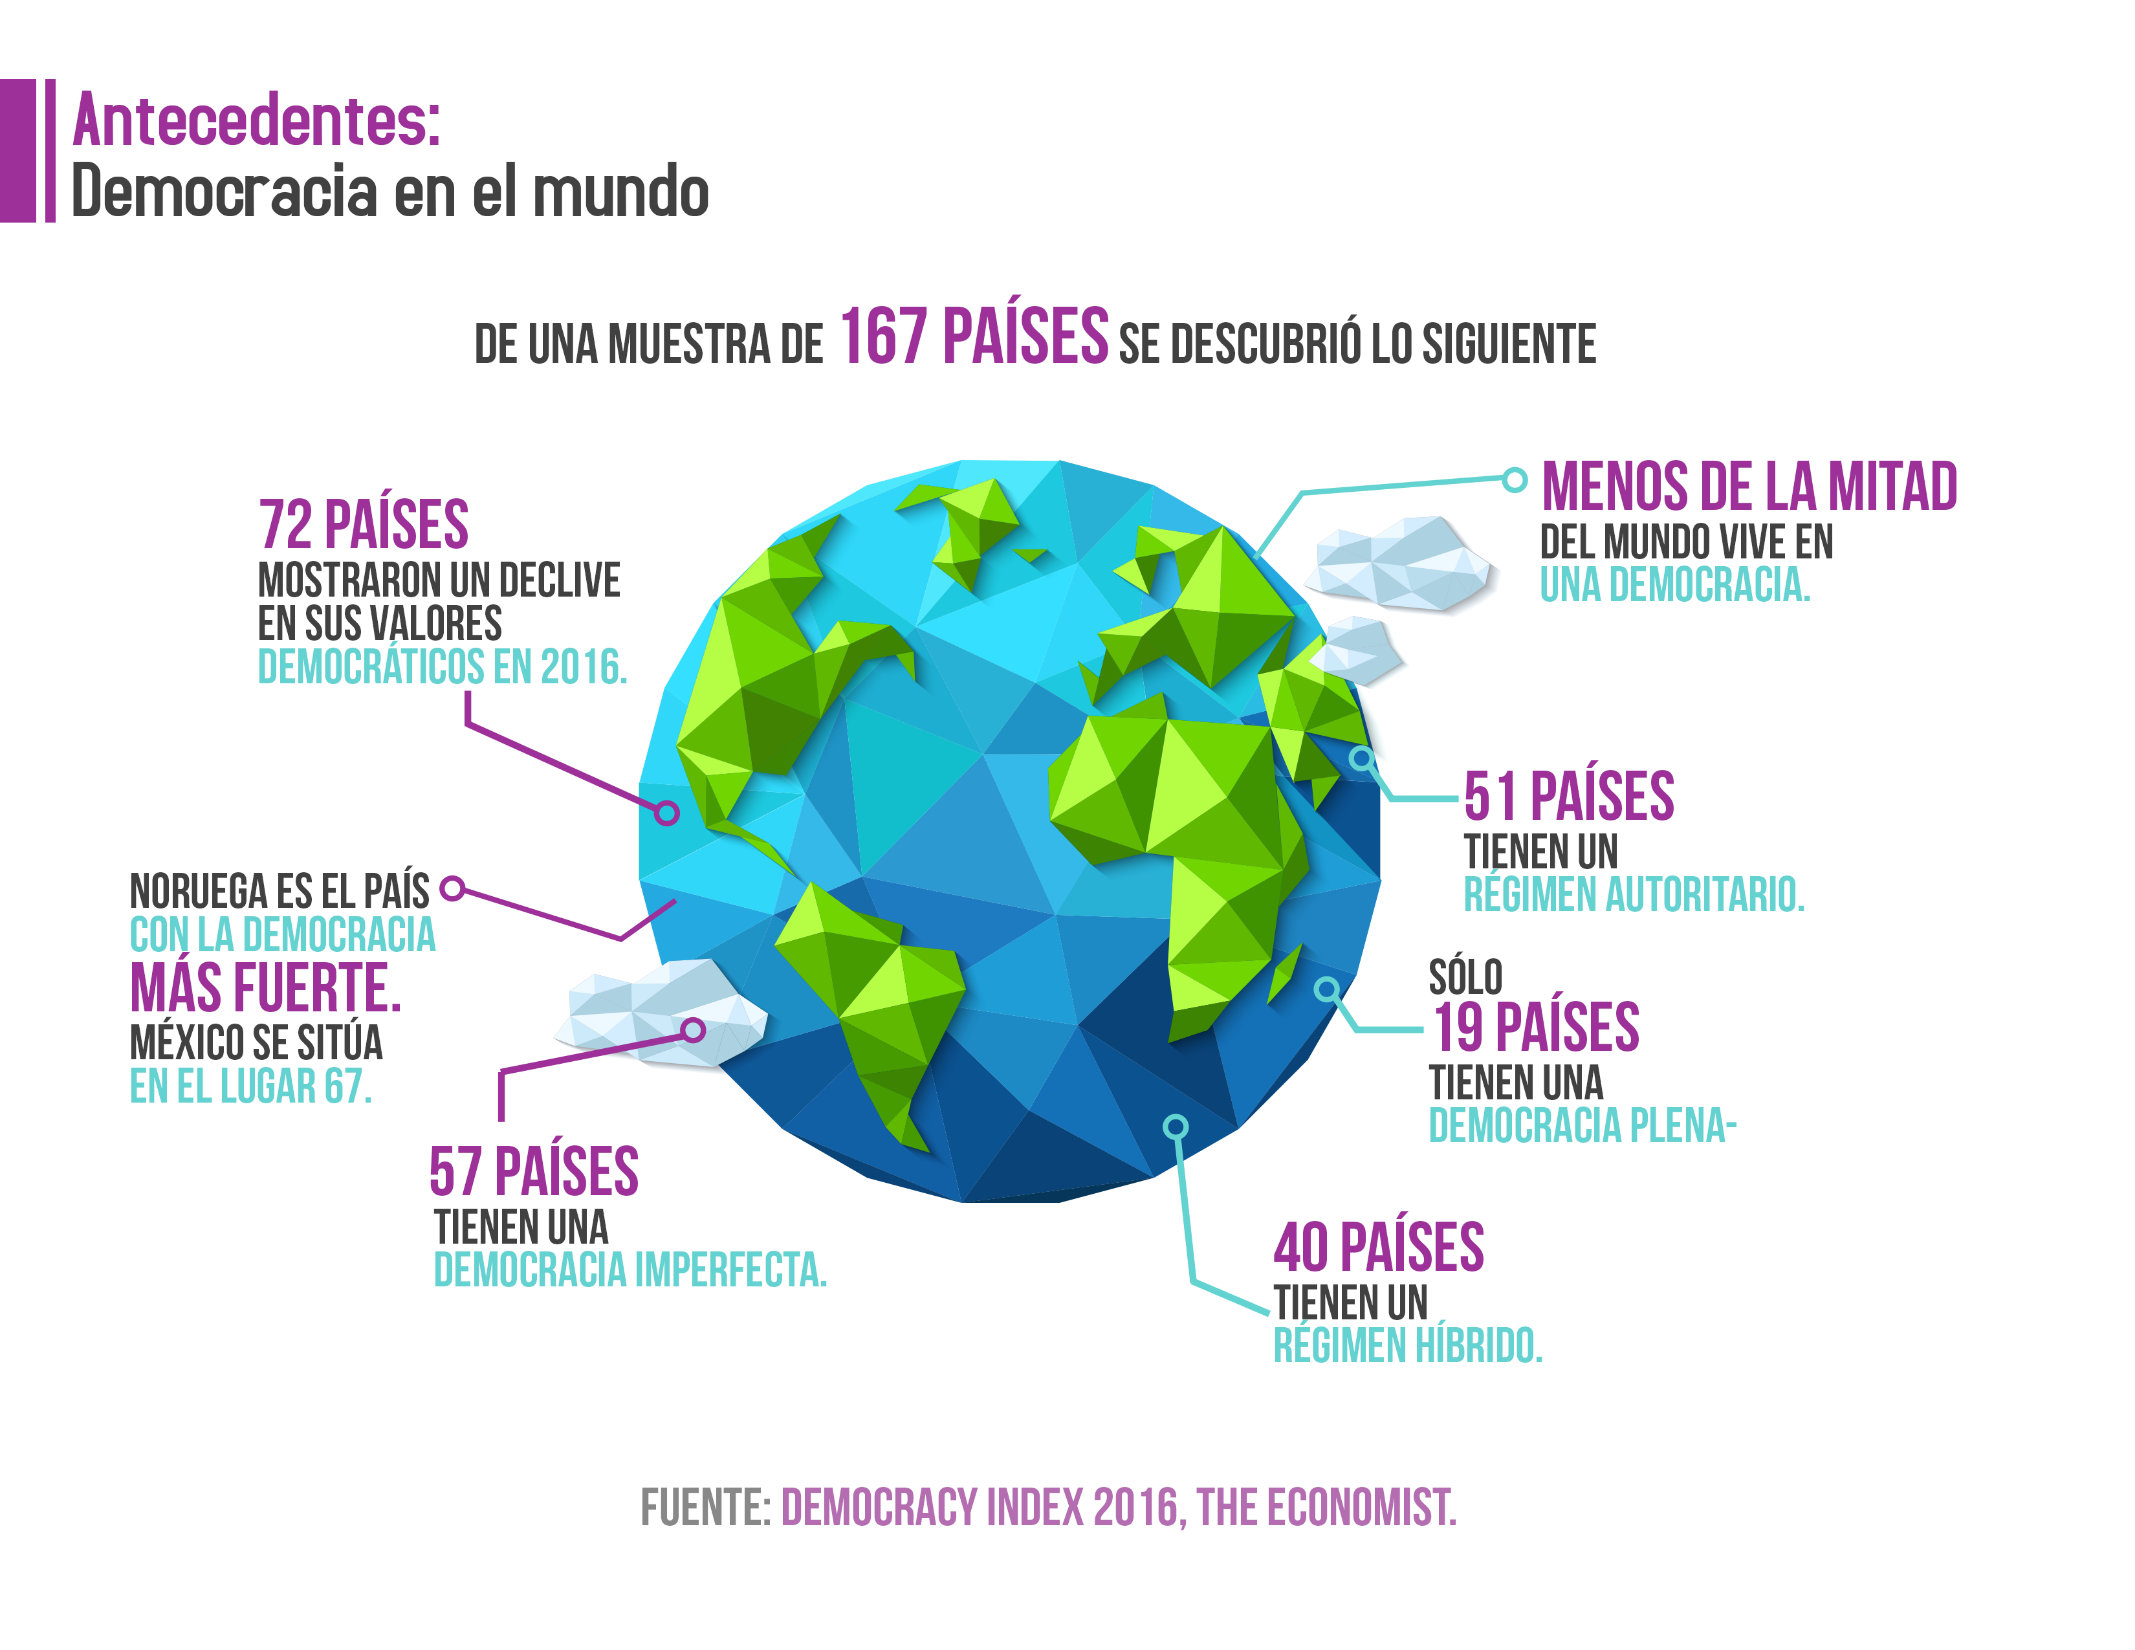 Antecedentes:
Democracia en el mundo
DE UNA MUESTRA DE 167 PAÍSES SE DESCUBRIÓ LO SIGUIENTE
72 PAÍSES
MOSTRARON UN DECLIVE
EN SUS VALORES
DEMOCRÁTICOS EN 2016.
NORUEGA ES EL PAÍS
CON LA DEMOCRACIA
MÁS FUERTE.
MÉXICO SE SITÚA
EN EL LUGAR 67.
57 PAÍSES
TIENEN UNA
DEMOCRACIA IMPERFECTA.
MENOS DE LA MITAD
DEL MUNDO VIVE EN
UNA DEMOCRACIA.
51 PAÍSES
TIENEN UN
RÉGIMEN AUTORITARIO.
SÓLO
19 PAÍSES
TIENEN UNA
DEMOCRACIA PLENA-
40 PAÍSES
TIENEN UN
RÉGIMEN HÍBRIDO.
FUENTE: DEMOCRACY INDEX 2016, THE ECONOMIST.